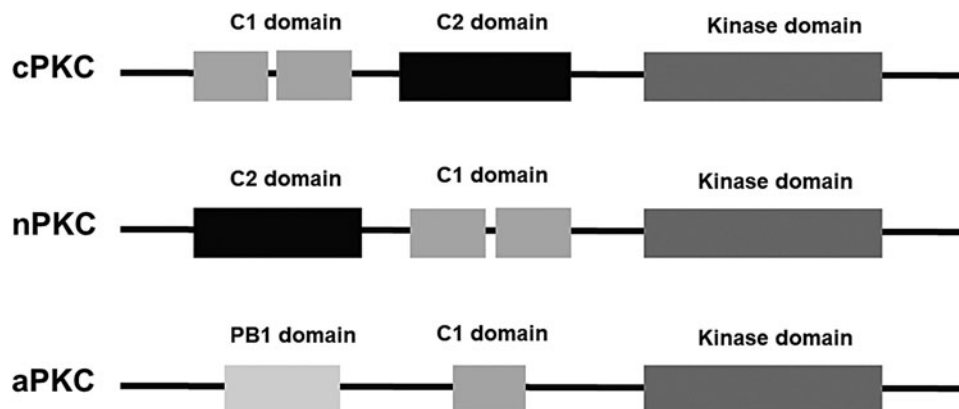 C1 domain C2 domain Kinase domain
cPKC
C2 domain C1 domain Kinase domain
nPKC
PB1 domain C1 domain Kinase domain
aPKC